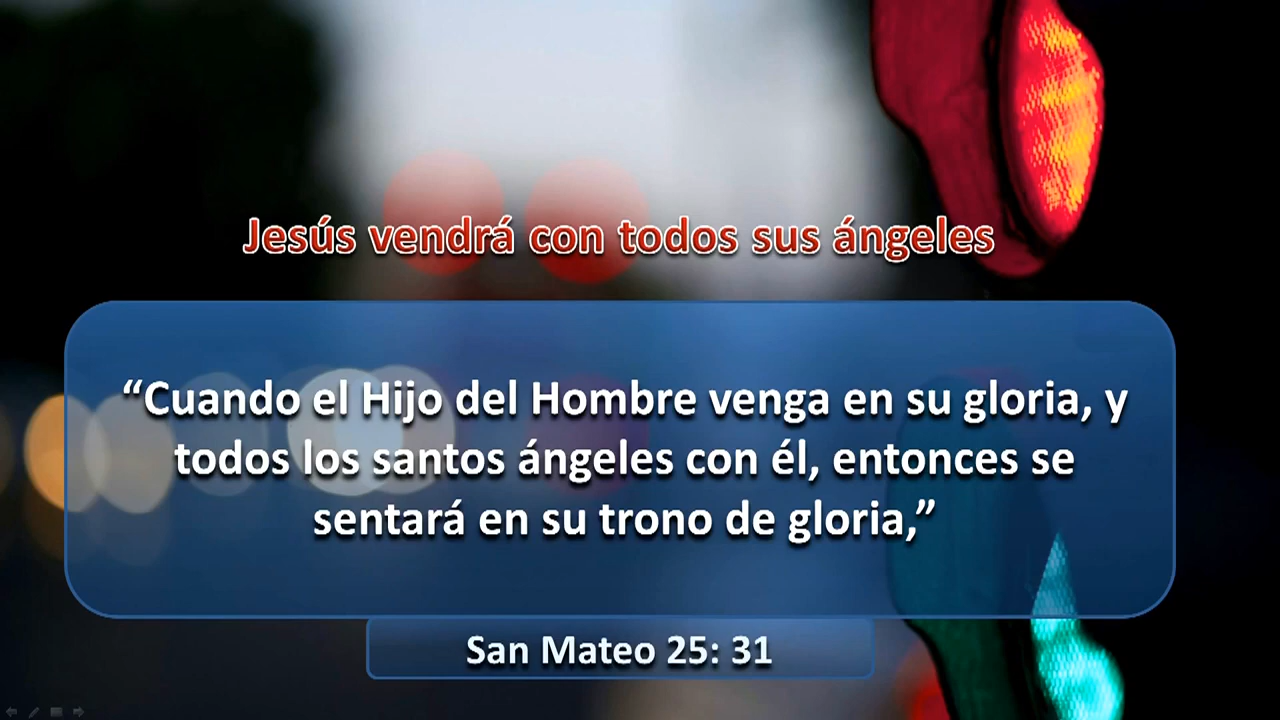 Jesús vendrá con todos sus ángeles
“Cuando el Hijo del Hombre venga en su gloria, y
todos los santos ángeles con él, entonces se
sentará en su trono de gloria,”
San Mateo 25: 31